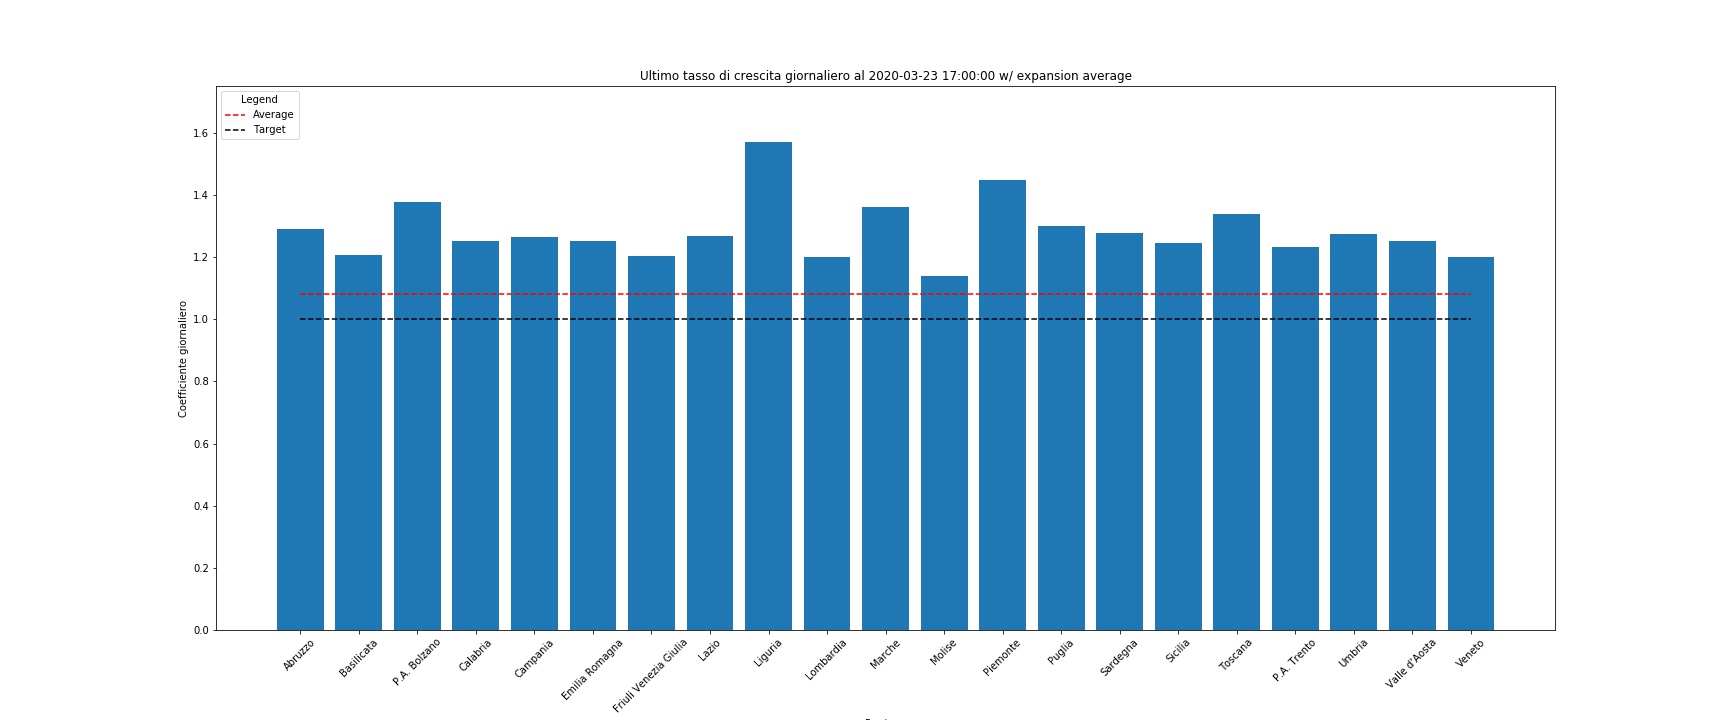 Ultimo tasso di crescita giornaliero al 2020-03-23 17:00:00 w/ expansion average
Legend
Average
Target
Coefficiente giornaliero
1.6
1.4
1.2
1.0
0.8
0.6
0.4
0.2
0.0
Abruzzo
Basilicata
P.A. Bolzano
Calabria
Campania
Emilia Romagna
Friuli Venezia Giulia
Lazio
Liguria
Lombardia
Marche
Molise
Piemonte
Puglia
Sardegna
Sicilia
Toscana
P.A. Trento
Umbria
Valle d'Aosta
Veneto